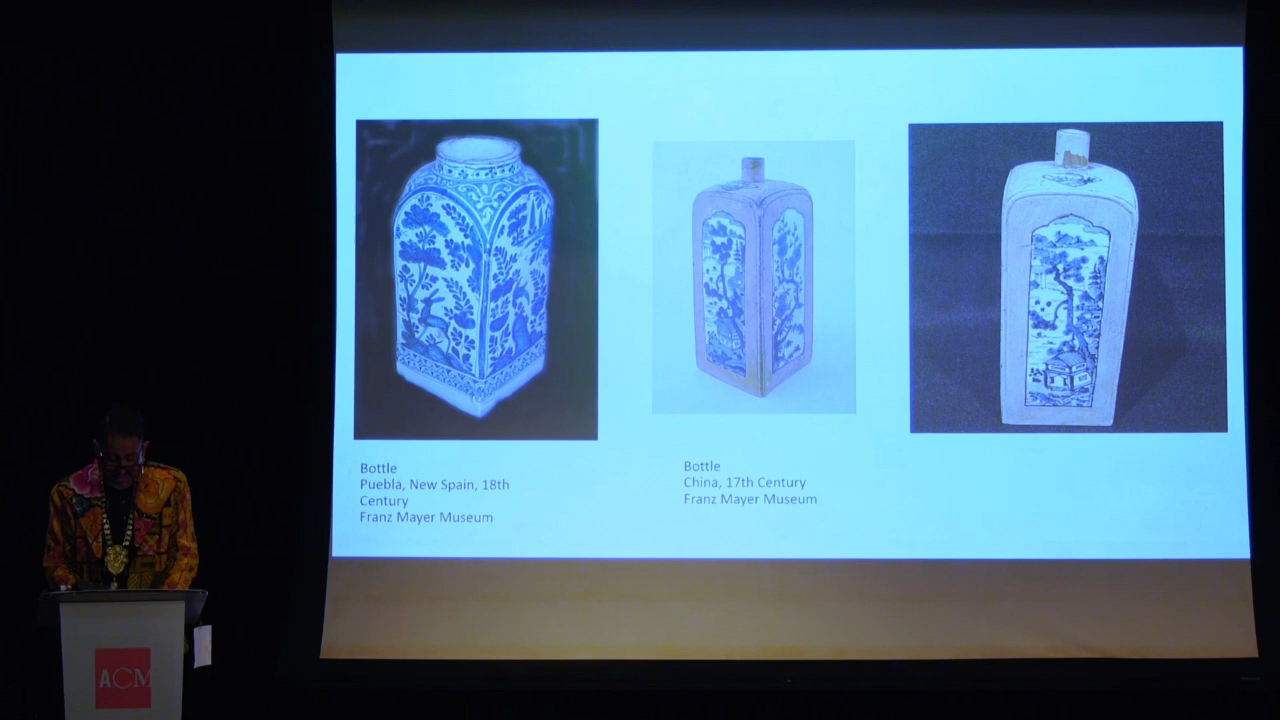 Bottle
Puebla, New Spain, 18th
Century
Franz Mayer Museum
Bottle
China, 17th Century
Franz Mayer Museum
ACM